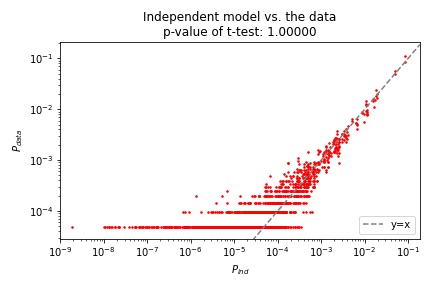 Independent model vs. the data
p-value of t-test: 1.00000
10⁻¹
10⁻²
10⁻³
10⁻⁴
P_data
y=x
10⁻⁹ 10⁻⁸ 10⁻⁷ 10⁻⁶ 10⁻⁵ 10⁻⁴ 10⁻³ 10⁻² 10⁻¹
P_ind